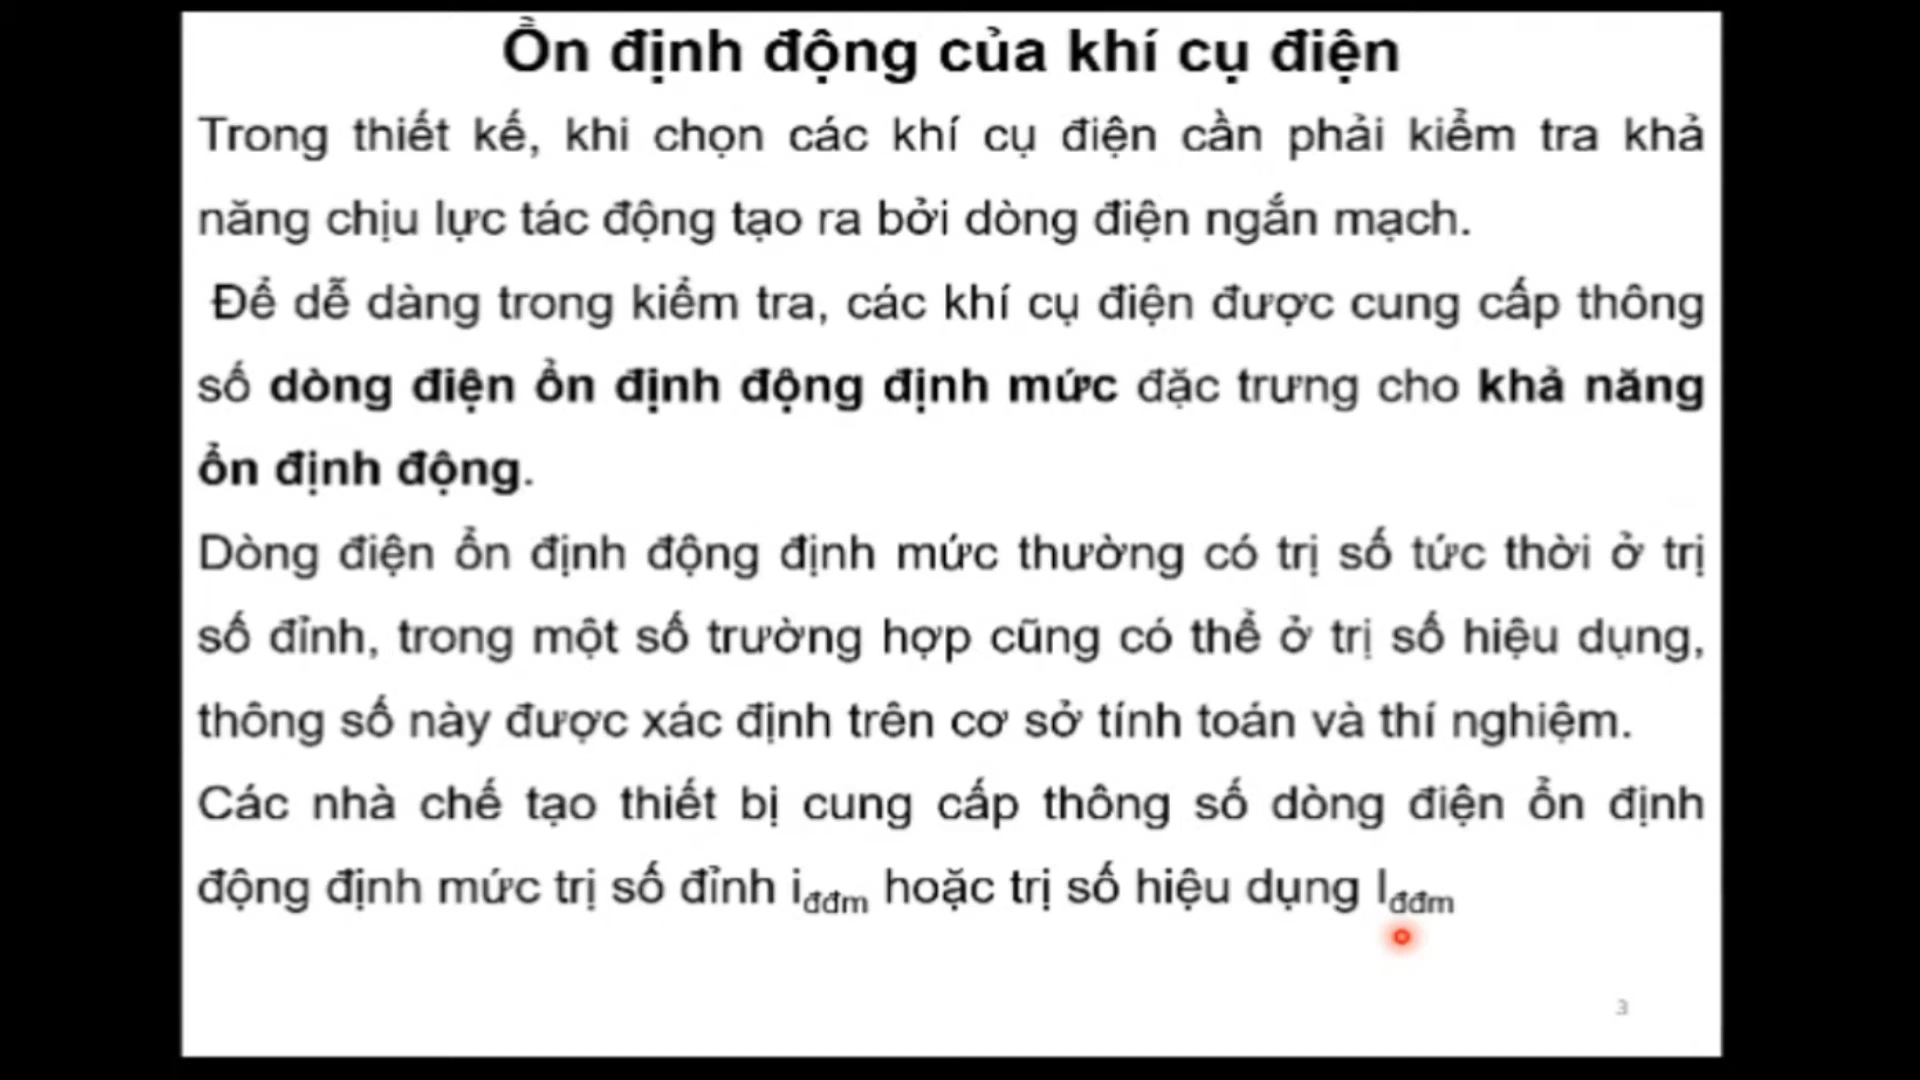 Ổn định động của khí cụ điện
Trong thiết kế, khi chọn các khí cụ điện cần phải kiểm tra khả
năng chịu lực tác động tạo ra bởi dòng điện ngắn mạch.
Để dễ dàng trong kiểm tra, các khí cụ điện được cung cấp thông
số dòng điện ổn định động định mức đặc trưng cho khả năng
ổn định động.
Dòng điện ổn định động định mức thường có trị số tức thời ở trị
số đỉnh, trong một số trường hợp cũng có thể ở trị số hiệu dụng,
thông số này được xác định trên cơ sở tính toán và thí nghiệm.
Các nhà chế tạo thiết bị cung cấp thông số dòng điện ổn định
động định mức trị số đỉnh iđđm hoặc trị số hiệu dụng Iđđm
3